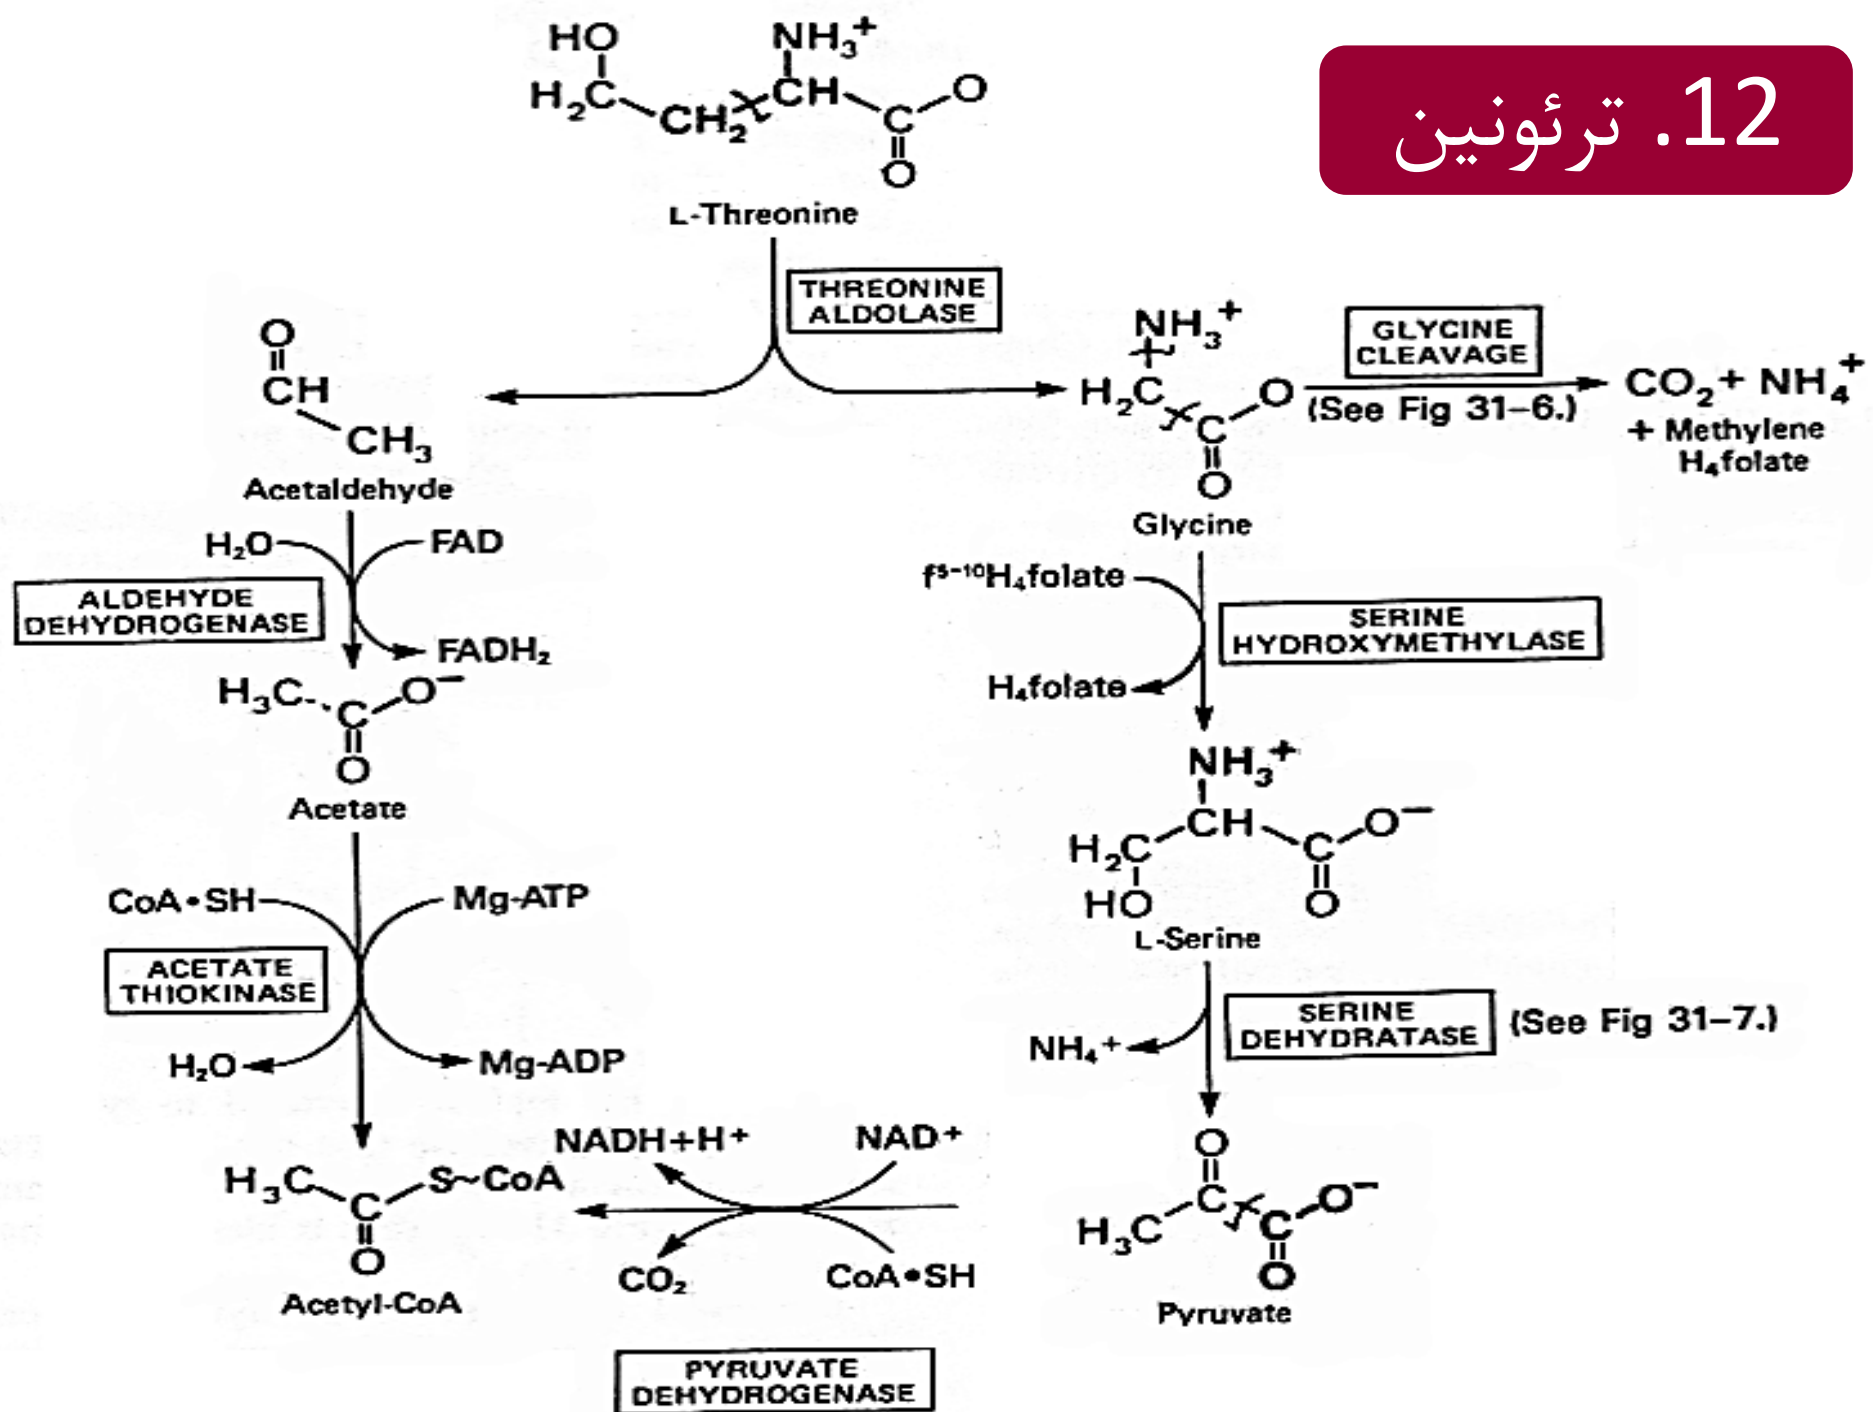 12. ترئونین
HO NH₃⁺
H₂C CH₂ CH C O
O
L-Threonine
THREONINE
ALDOLASE
O
CH
CH₃
Acetaldehyde
NH₃⁺
H₂C C O
O
Glycine
GLYCINE
CLEAVAGE
(See Fig 31-6.)
CO₂ + NH₄⁺
+ Methylene
H₄folate
H₂O FAD
ALDEHYDE
DEHYDROGENASE
FADH₂
f⁵⁻¹⁰H₄folate
SERINE
HYDROXYMETHYLASE
H₄folate
H₃C C O⁻
O
Acetate
NH₃⁺
H₂C CH C O⁻
HO O
L-Serine
CoA•SH Mg-ATP
ACETATE
THIOKINASE
H₂O Mg-ADP
SERINE
DEHYDRATASE
(See Fig 31-7.)
NH₄⁺
H₃C C S~CoA
O
Acetyl-CoA
NADH+H⁺ NAD⁺
CO₂ CoA•SH
PYRUVATE
DEHYDROGENASE
O
H₃C C C O⁻
O
Pyruvate